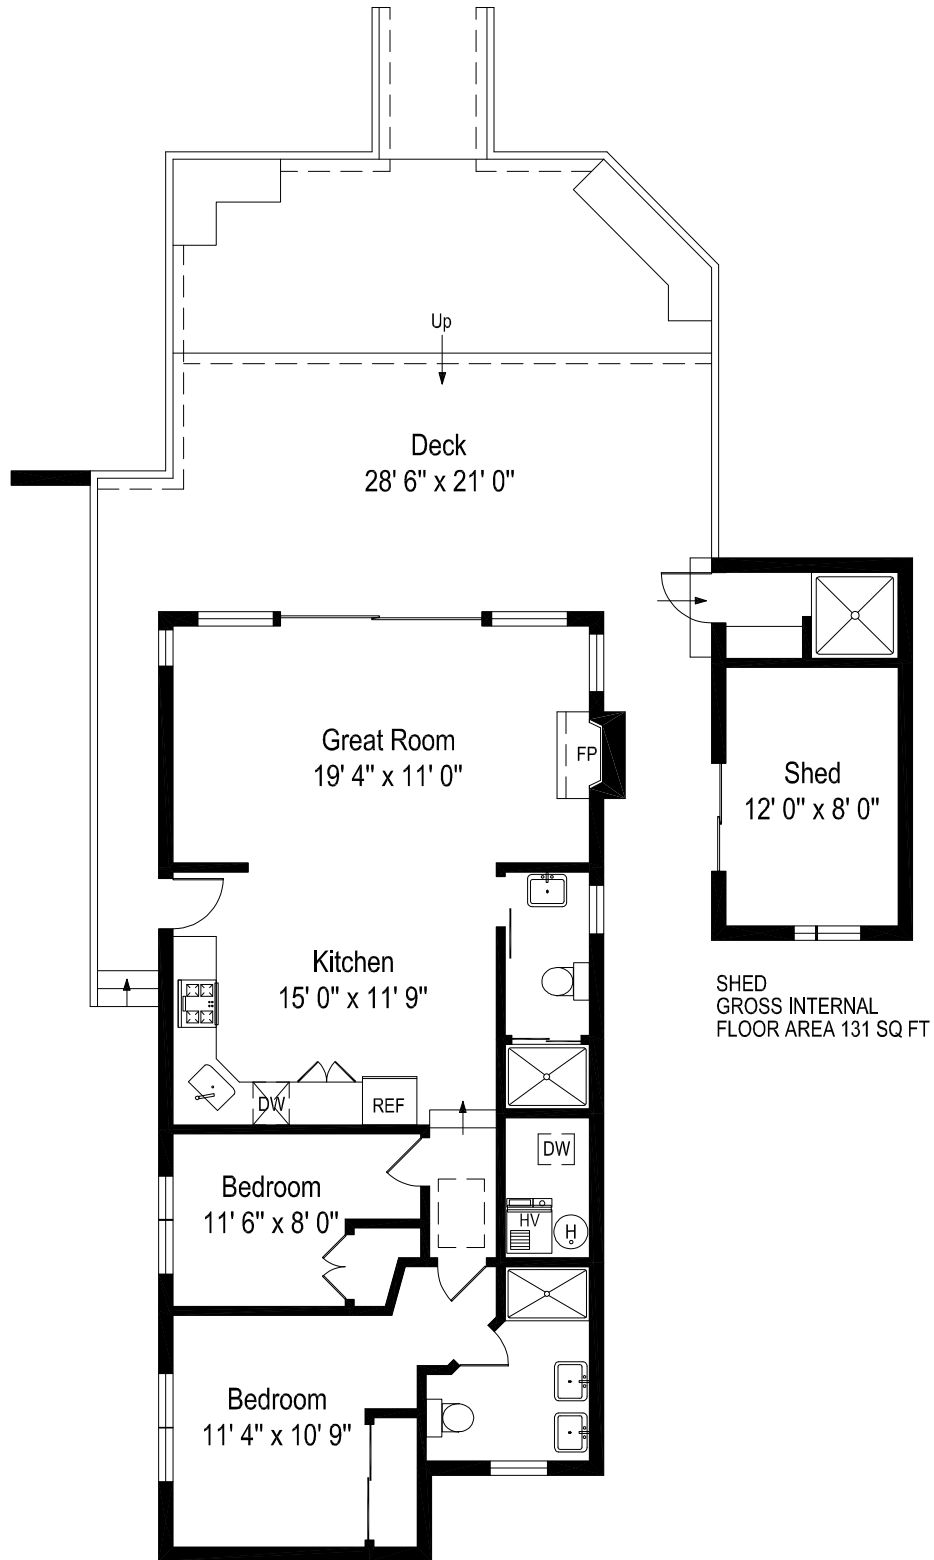 Up
Deck
28' 6" x 21' 0"
Great Room
19' 4" x 11' 0"
FP
Shed
12' 0" x 8' 0"
Kitchen
15' 0" x 11' 9"
SHED
GROSS INTERNAL
FLOOR AREA 131 SQ FT
DW
REF
DW
Bedroom
11' 6" x 8' 0"
HV
H
Bedroom
11' 4" x 10' 9"